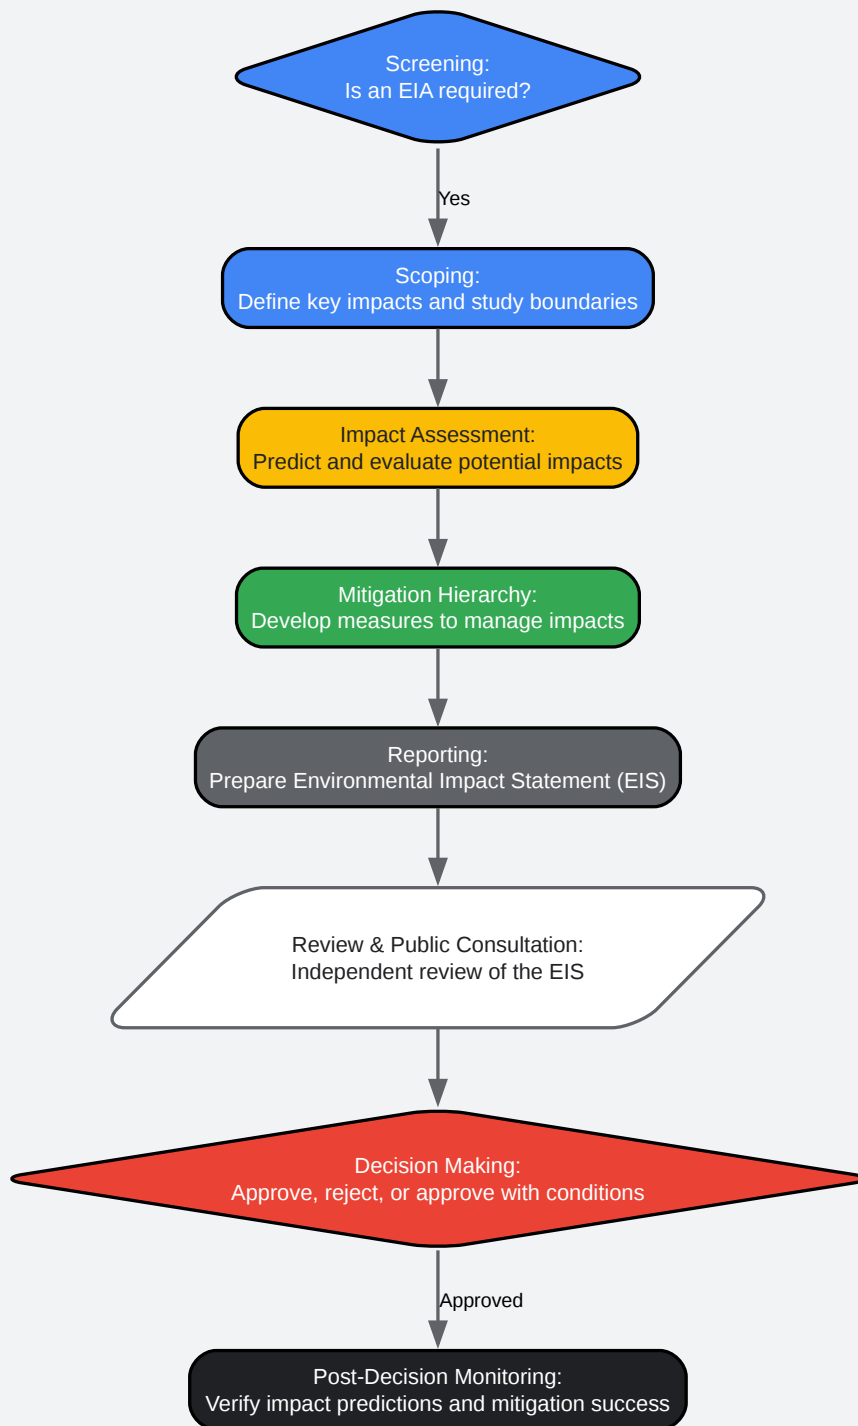 Screening:
Is an EIA required?
Yes
Scoping:
Define key impacts and study boundaries
Impact Assessment:
Predict and evaluate potential impacts
Mitigation Hierarchy:
Develop measures to manage impacts
Reporting:
Prepare Environmental Impact Statement (EIS)
Review & Public Consultation:
Independent review of the EIS
Decision Making:
Approve, reject, or approve with conditions
Approved
Post-Decision Monitoring:
Verify impact predictions and mitigation success